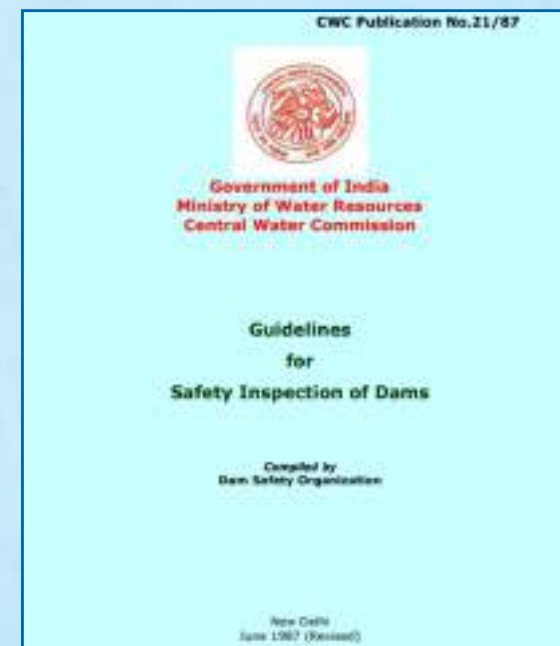 CWC Publication No.21/87
Government of India
Ministry of Water Resources
Central Water Commission
Guidelines
for
Safety Inspection of Dams
Compiled by
Dam Safety Organization
New Delhi
June 1987 (Revised)